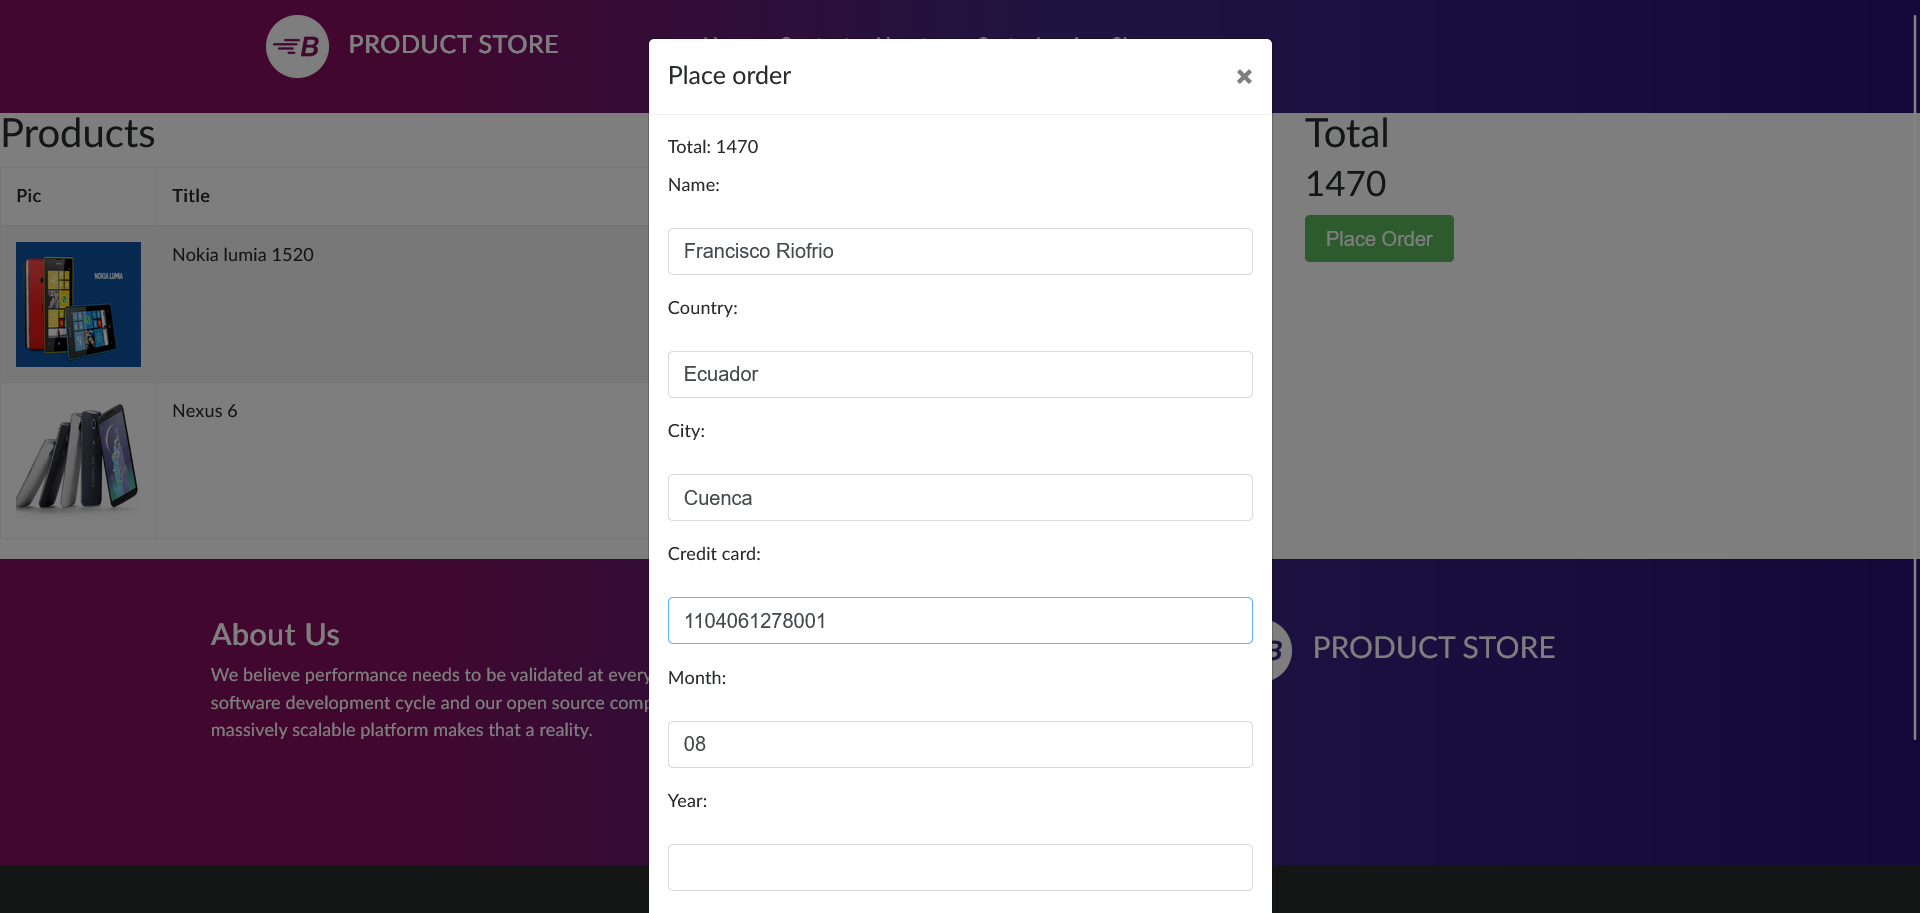 B PRODUCT STORE
Place order
×
Products
Total
1470
Place Order
Pic Title
Nokia lumia 1520
NOKIA LUMIA
Nexus 6
Total: 1470
Name:
Francisco Riofrio
Country:
Ecuador
City:
Cuenca
Credit card:
1104061278001
Month:
08
Year:
About Us
We believe performance needs to be validated at every
software development cycle and our open source comp
massively scalable platform makes that a reality.
B PRODUCT STORE